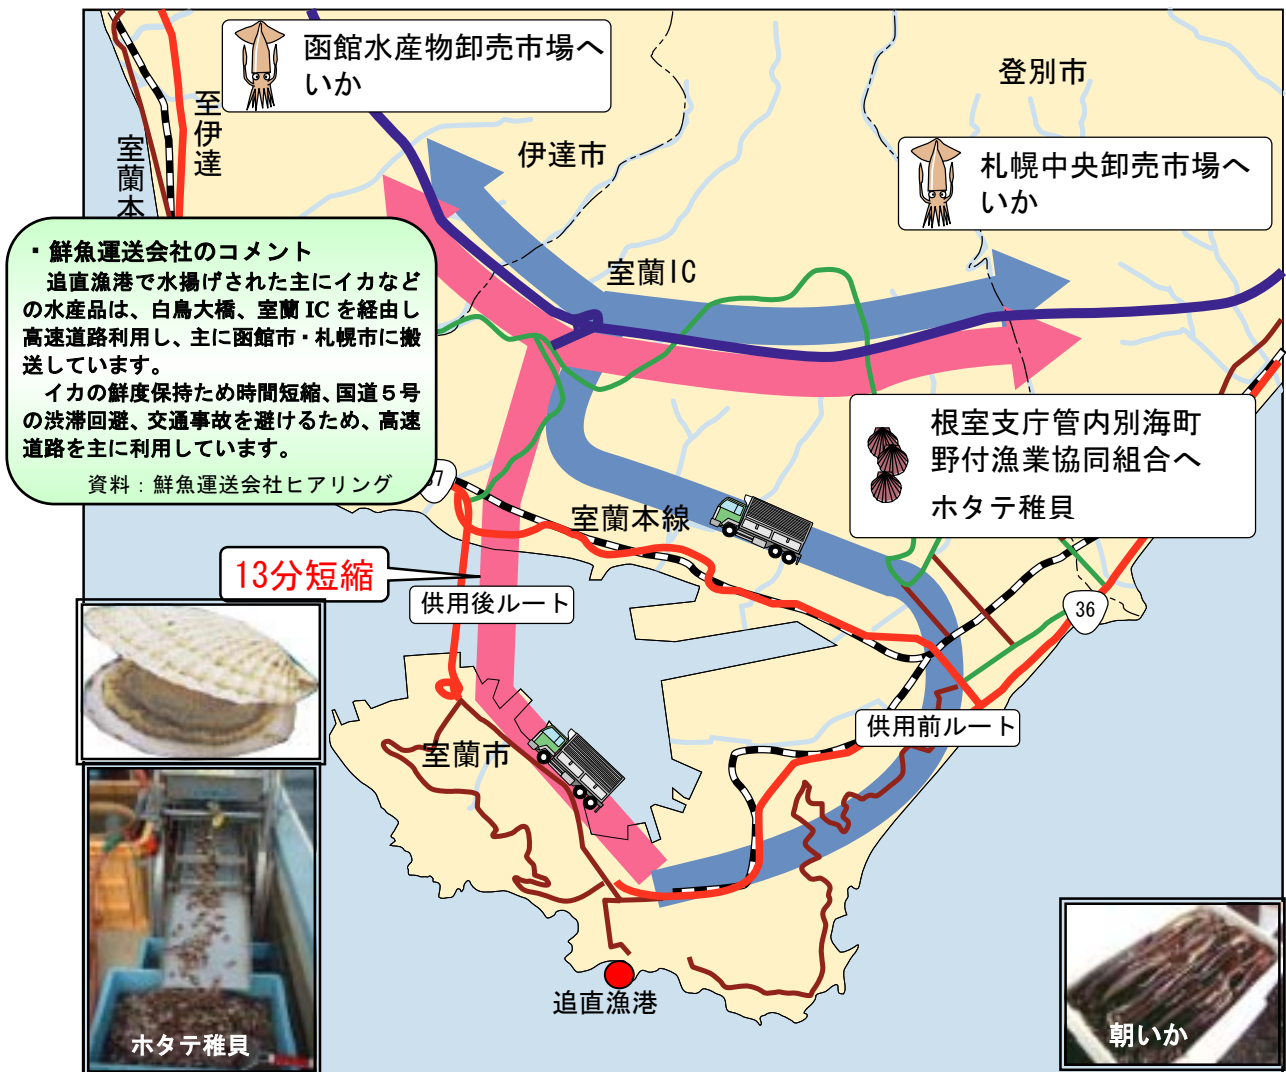 函館水産物卸売市場へ
いか
登別市
至伊達
室蘭本
伊達市
札幌中央卸売市場へ
いか
・鮮魚運送会社のコメント
追直漁港で水揚げされた主にイカなど
の水産品は、白鳥大橋、室蘭 IC を経由し
高速道路利用し、主に函館市・札幌市に搬
送しています。
イカの鮮度保持ため時間短縮、国道５号
の渋滞回避、交通事故を避けるため、高速
道路を主に利用しています。
資料：鮮魚運送会社ヒアリング
室蘭IC
根室支庁管内別海町
野付漁業協同組合へ
ホタテ稚貝
37
室蘭本線
13分短縮
供用後ルート
36
供用前ルート
室蘭市
追直漁港
ホタテ稚貝
朝いか